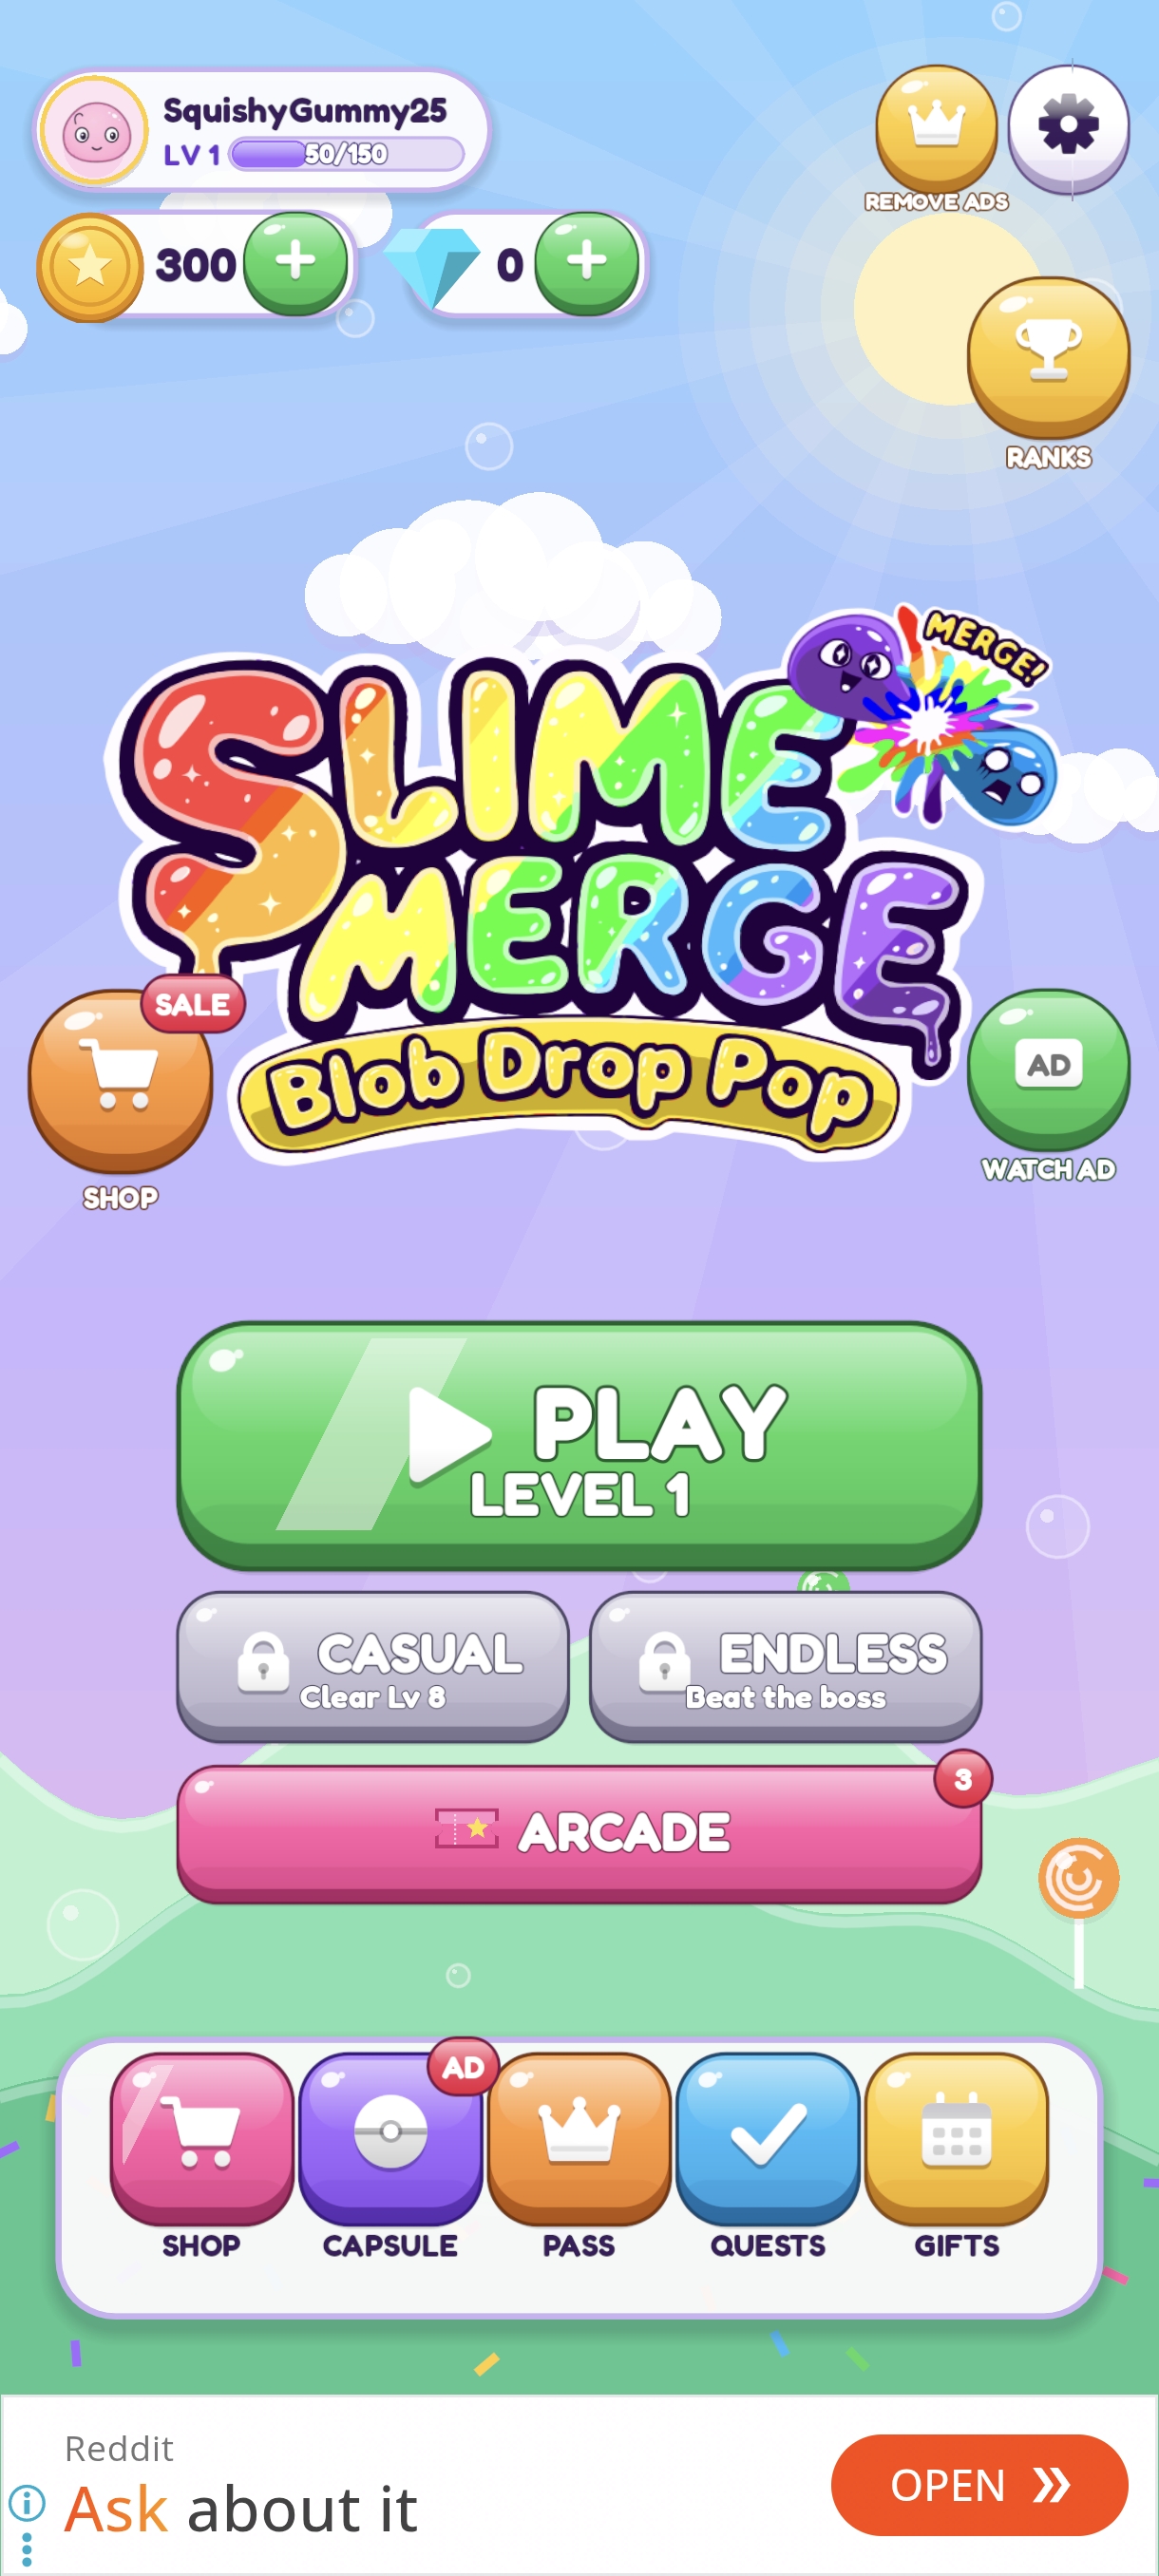 SquishyGummy25
LV 1 50/150
REMOVE ADS
300
0
RANKS
MERGE!
SLIME
MERGE
Blob Drop Pop
SALE
SHOP
AD
WATCH AD
PLAY
LEVEL 1
CASUAL
Clear Lv 8
ENDLESS
Beat the boss
3
ARCADE
AD
SHOP
CAPSULE
PASS
QUESTS
GIFTS
Reddit
Ask about it
OPEN